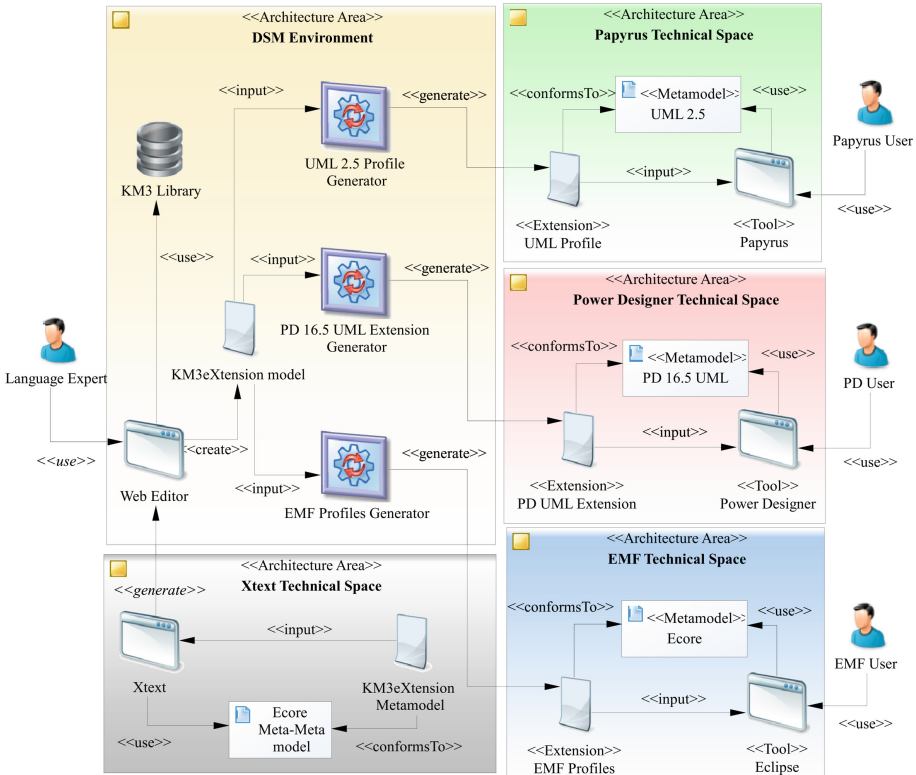 <<Architecture Area>>
DSM Environment
<<input>>
<<generate>>
UML 2.5 Profile
Generator
KM3 Library
<<use>>
<<input>>
<<generate>>
PD 16.5 UML Extension
Generator
KM3eXtension model
Language Expert
<<use>>
<<create>>
Web Editor
<<input>>
<<generate>>
EMF Profiles Generator
<<Architecture Area>>
Xtext Technical Space
<<generate>>
<<input>>
Xtext
KM3eXtension
Metamodel
Ecore
Meta-Meta
model
<<use>>
<<conformsTo>>
<<Architecture Area>>
Papyrus Technical Space
<<conformsTo>>
<<Metamodel>>
UML 2.5
<<use>>
<<input>>
<<Extension>>
UML Profile
<<Tool>>
Papyrus
Papyrus User
<<use>>
<<Architecture Area>>
Power Designer Technical Space
<<conformsTo>>
<<Metamodel>>
PD 16.5 UML
<<use>>
<<input>>
<<Extension>>
PD UML Extension
<<Tool>>
Power Designer
PD User
<<use>>
<<Architecture Area>>
EMF Technical Space
<<conformsTo>>
<<Metamodel>>
Ecore
<<use>>
<<input>>
<<Extension>>
EMF Profiles
<<Tool>>
Eclipse
EMF User
<<use>>